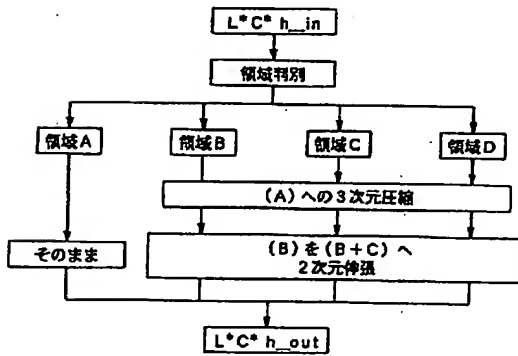 L*C* h_in
領域判別
領域A 領域B 領域C 領域D
(A)への3次元圧縮
そのまま
(B)を(B+C)へ
2次元伸張
L*C* h_out